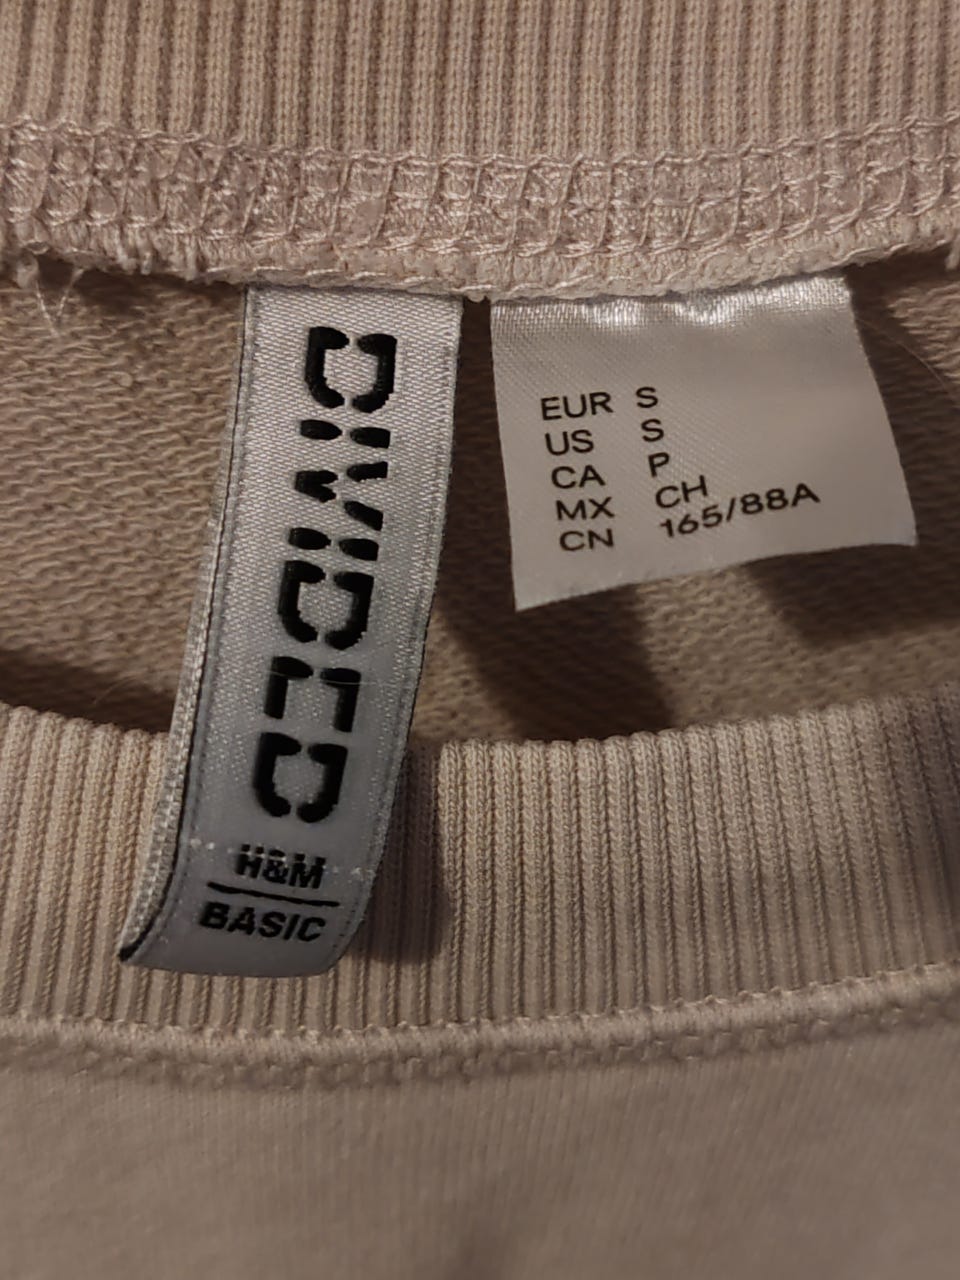 DIVIDED
H&M
BASIC
EUR S
US S
CA P
MX CH
CN 165/88A